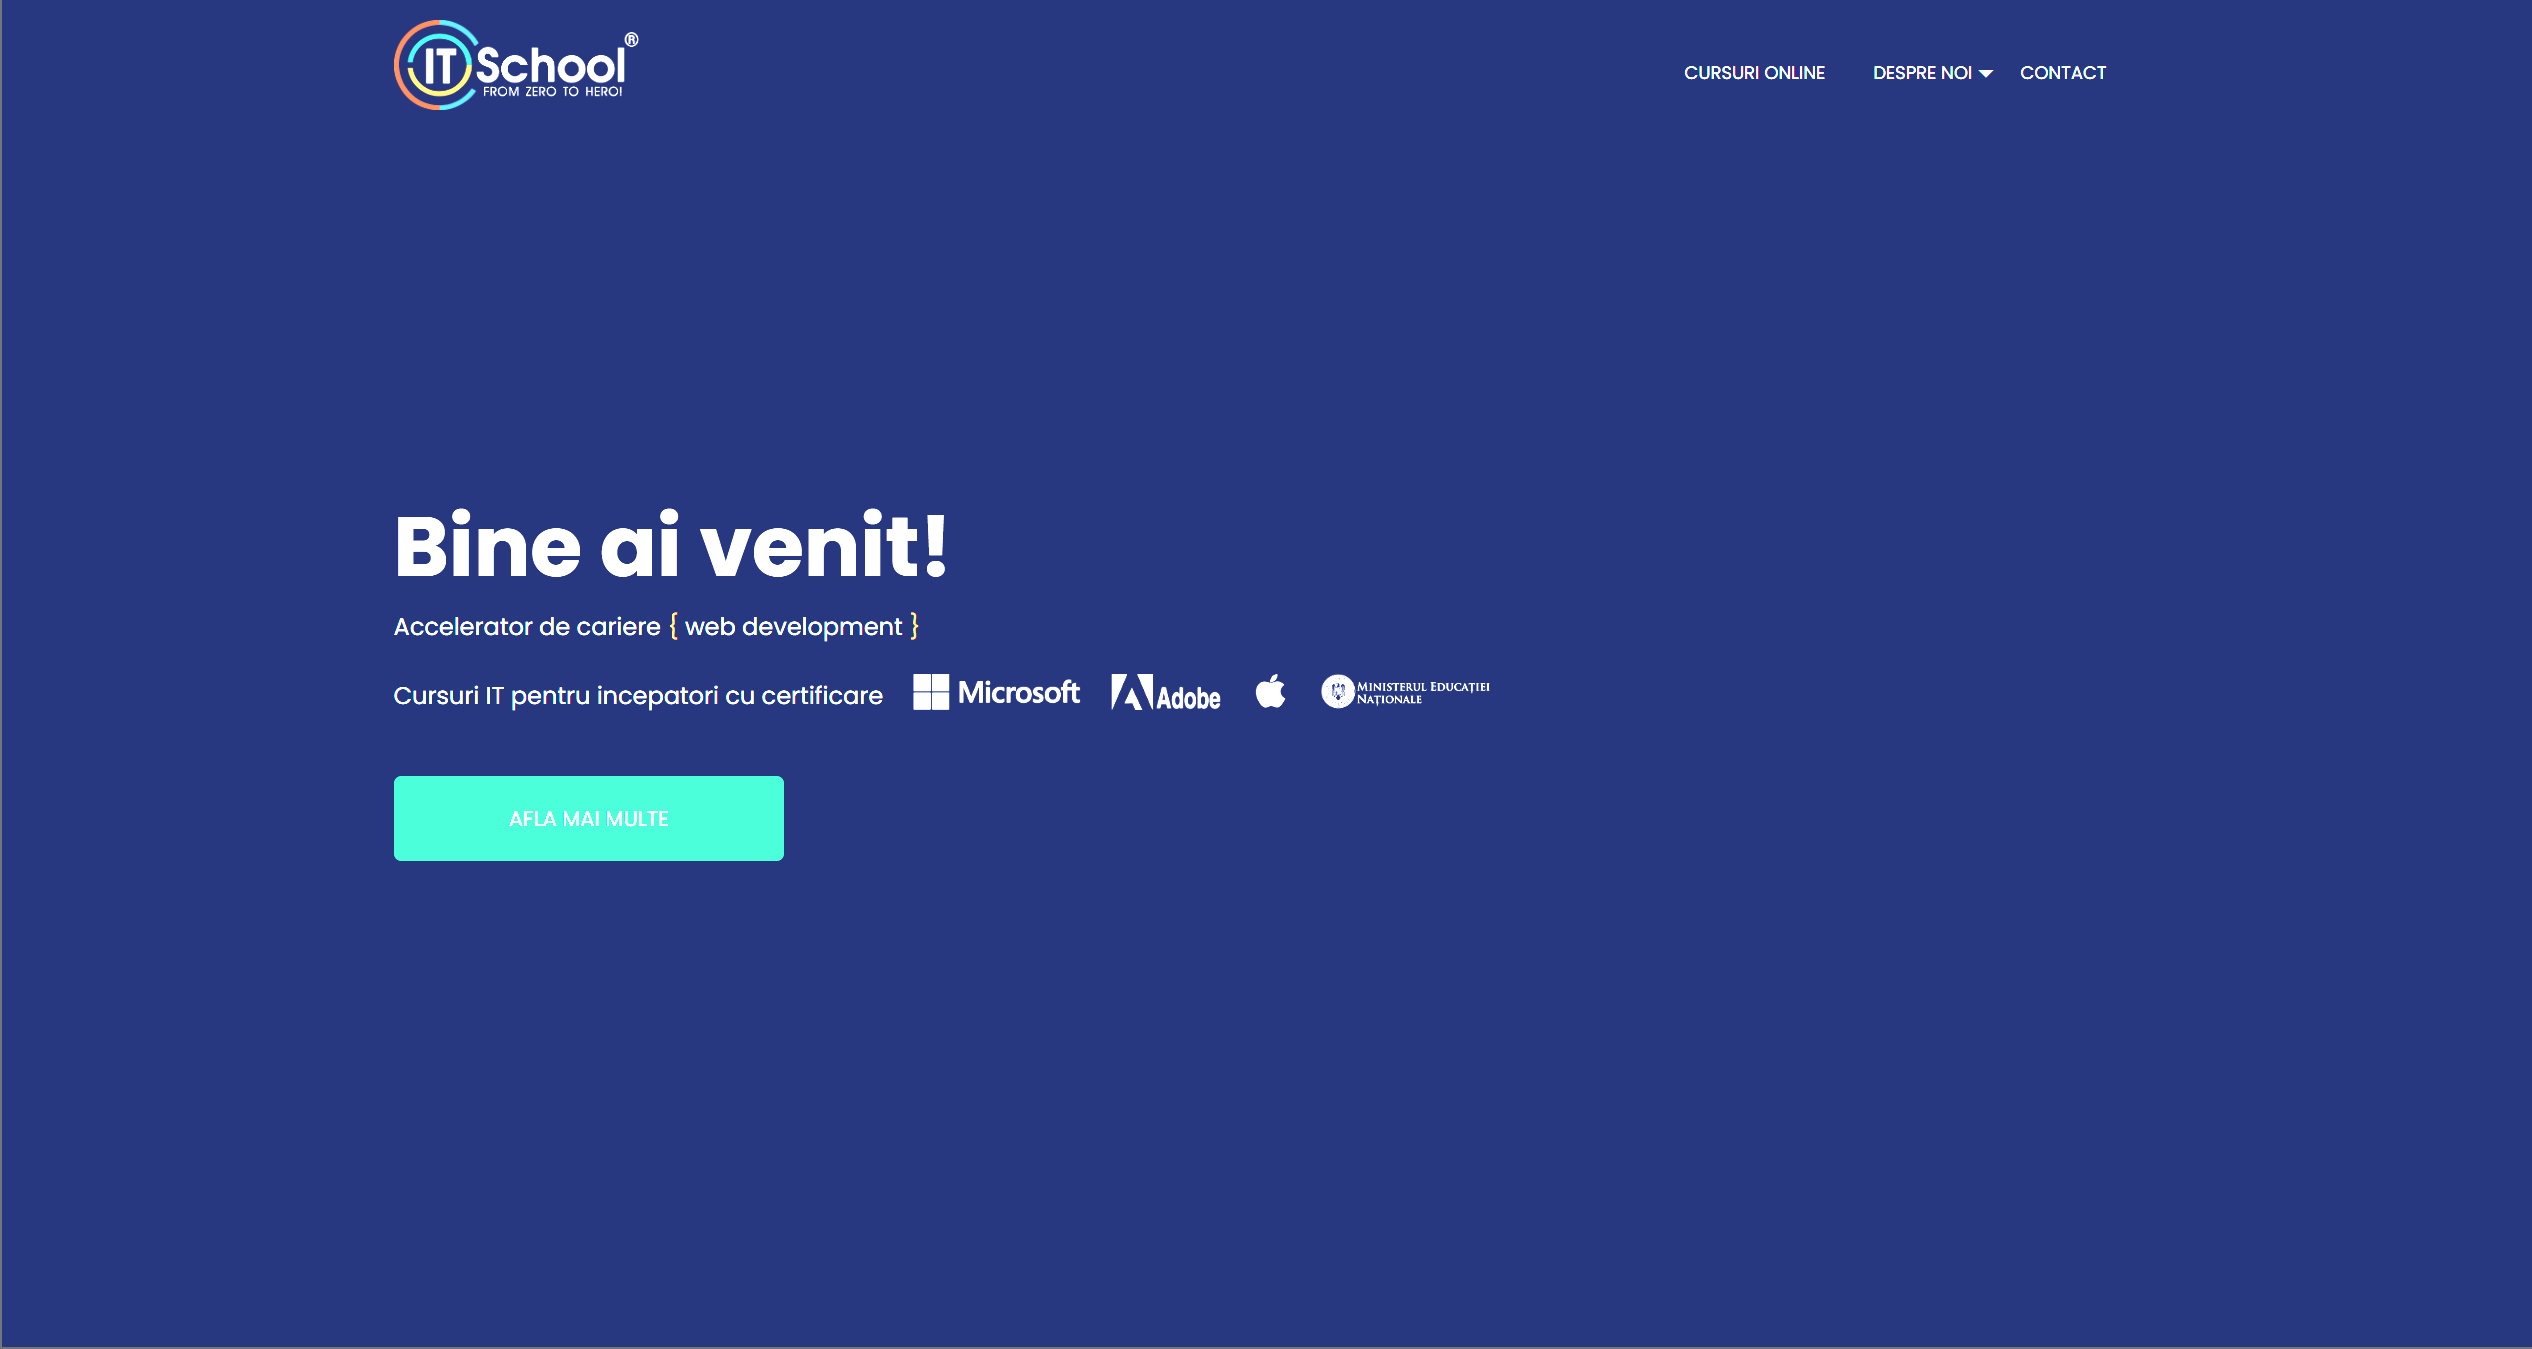 IT School®
FROM ZERO TO HERO!
CURSURI ONLINE
DESPRE NOI
CONTACT
Bine ai venit!
Accelerator de cariere { web development }
Cursuri IT pentru incepatori cu certificare
Microsoft
Adobe
MINISTERUL EDUCAȚIEI
NAȚIONALE
AFLA MAI MULTE